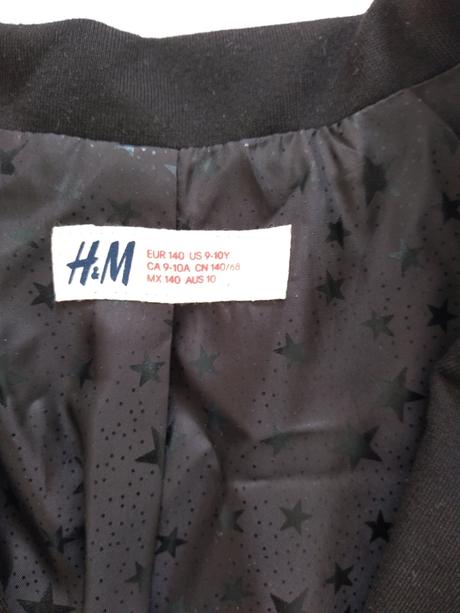 H&M
EUR 140 US 9-10Y
CA 9-10A CN 140/68
MX 140 AUS 10